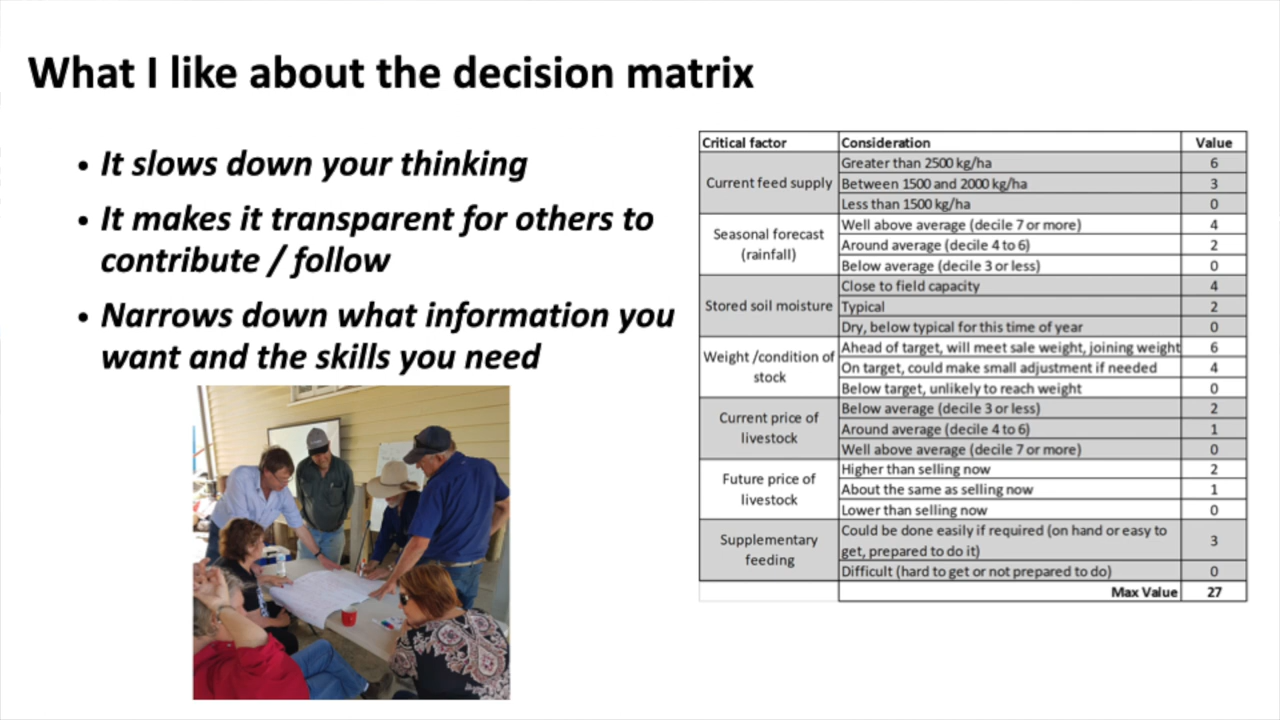 What I like about the decision matrix
• It slows down your thinking
• It makes it transparent for others to
contribute / follow
• Narrows down what information you
want and the skills you need
Critical factor Consideration Value
Current feed supply
Greater than 2500 kg/ha 6
Between 1500 and 2000 kg/ha 3
Less than 1500 kg/ha 0
Seasonal forecast
(rainfall)
Well above average (decile 7 or more) 4
Around average (decile 4 to 6) 2
Below average (decile 3 or less) 0
Stored soil moisture
Close to field capacity 4
Typical 2
Dry, below typical for this time of year 0
Weight /condition of
stock
Ahead of target, will meet sale weight, joining weight 6
On target, could make small adjustment if needed 4
Below target, unlikely to reach weight 0
Current price of
livestock
Below average (decile 3 or less) 2
Around average (decile 4 to 6) 1
Well above average (decile 7 or more) 0
Future price of
livestock
Higher than selling now 2
About the same as selling now 1
Lower than selling now 0
Supplementary
feeding
Could be done easily if required (on hand or easy to
get, prepared to do it) 3
Difficult (hard to get or not prepared to do) 0
Max Value 27